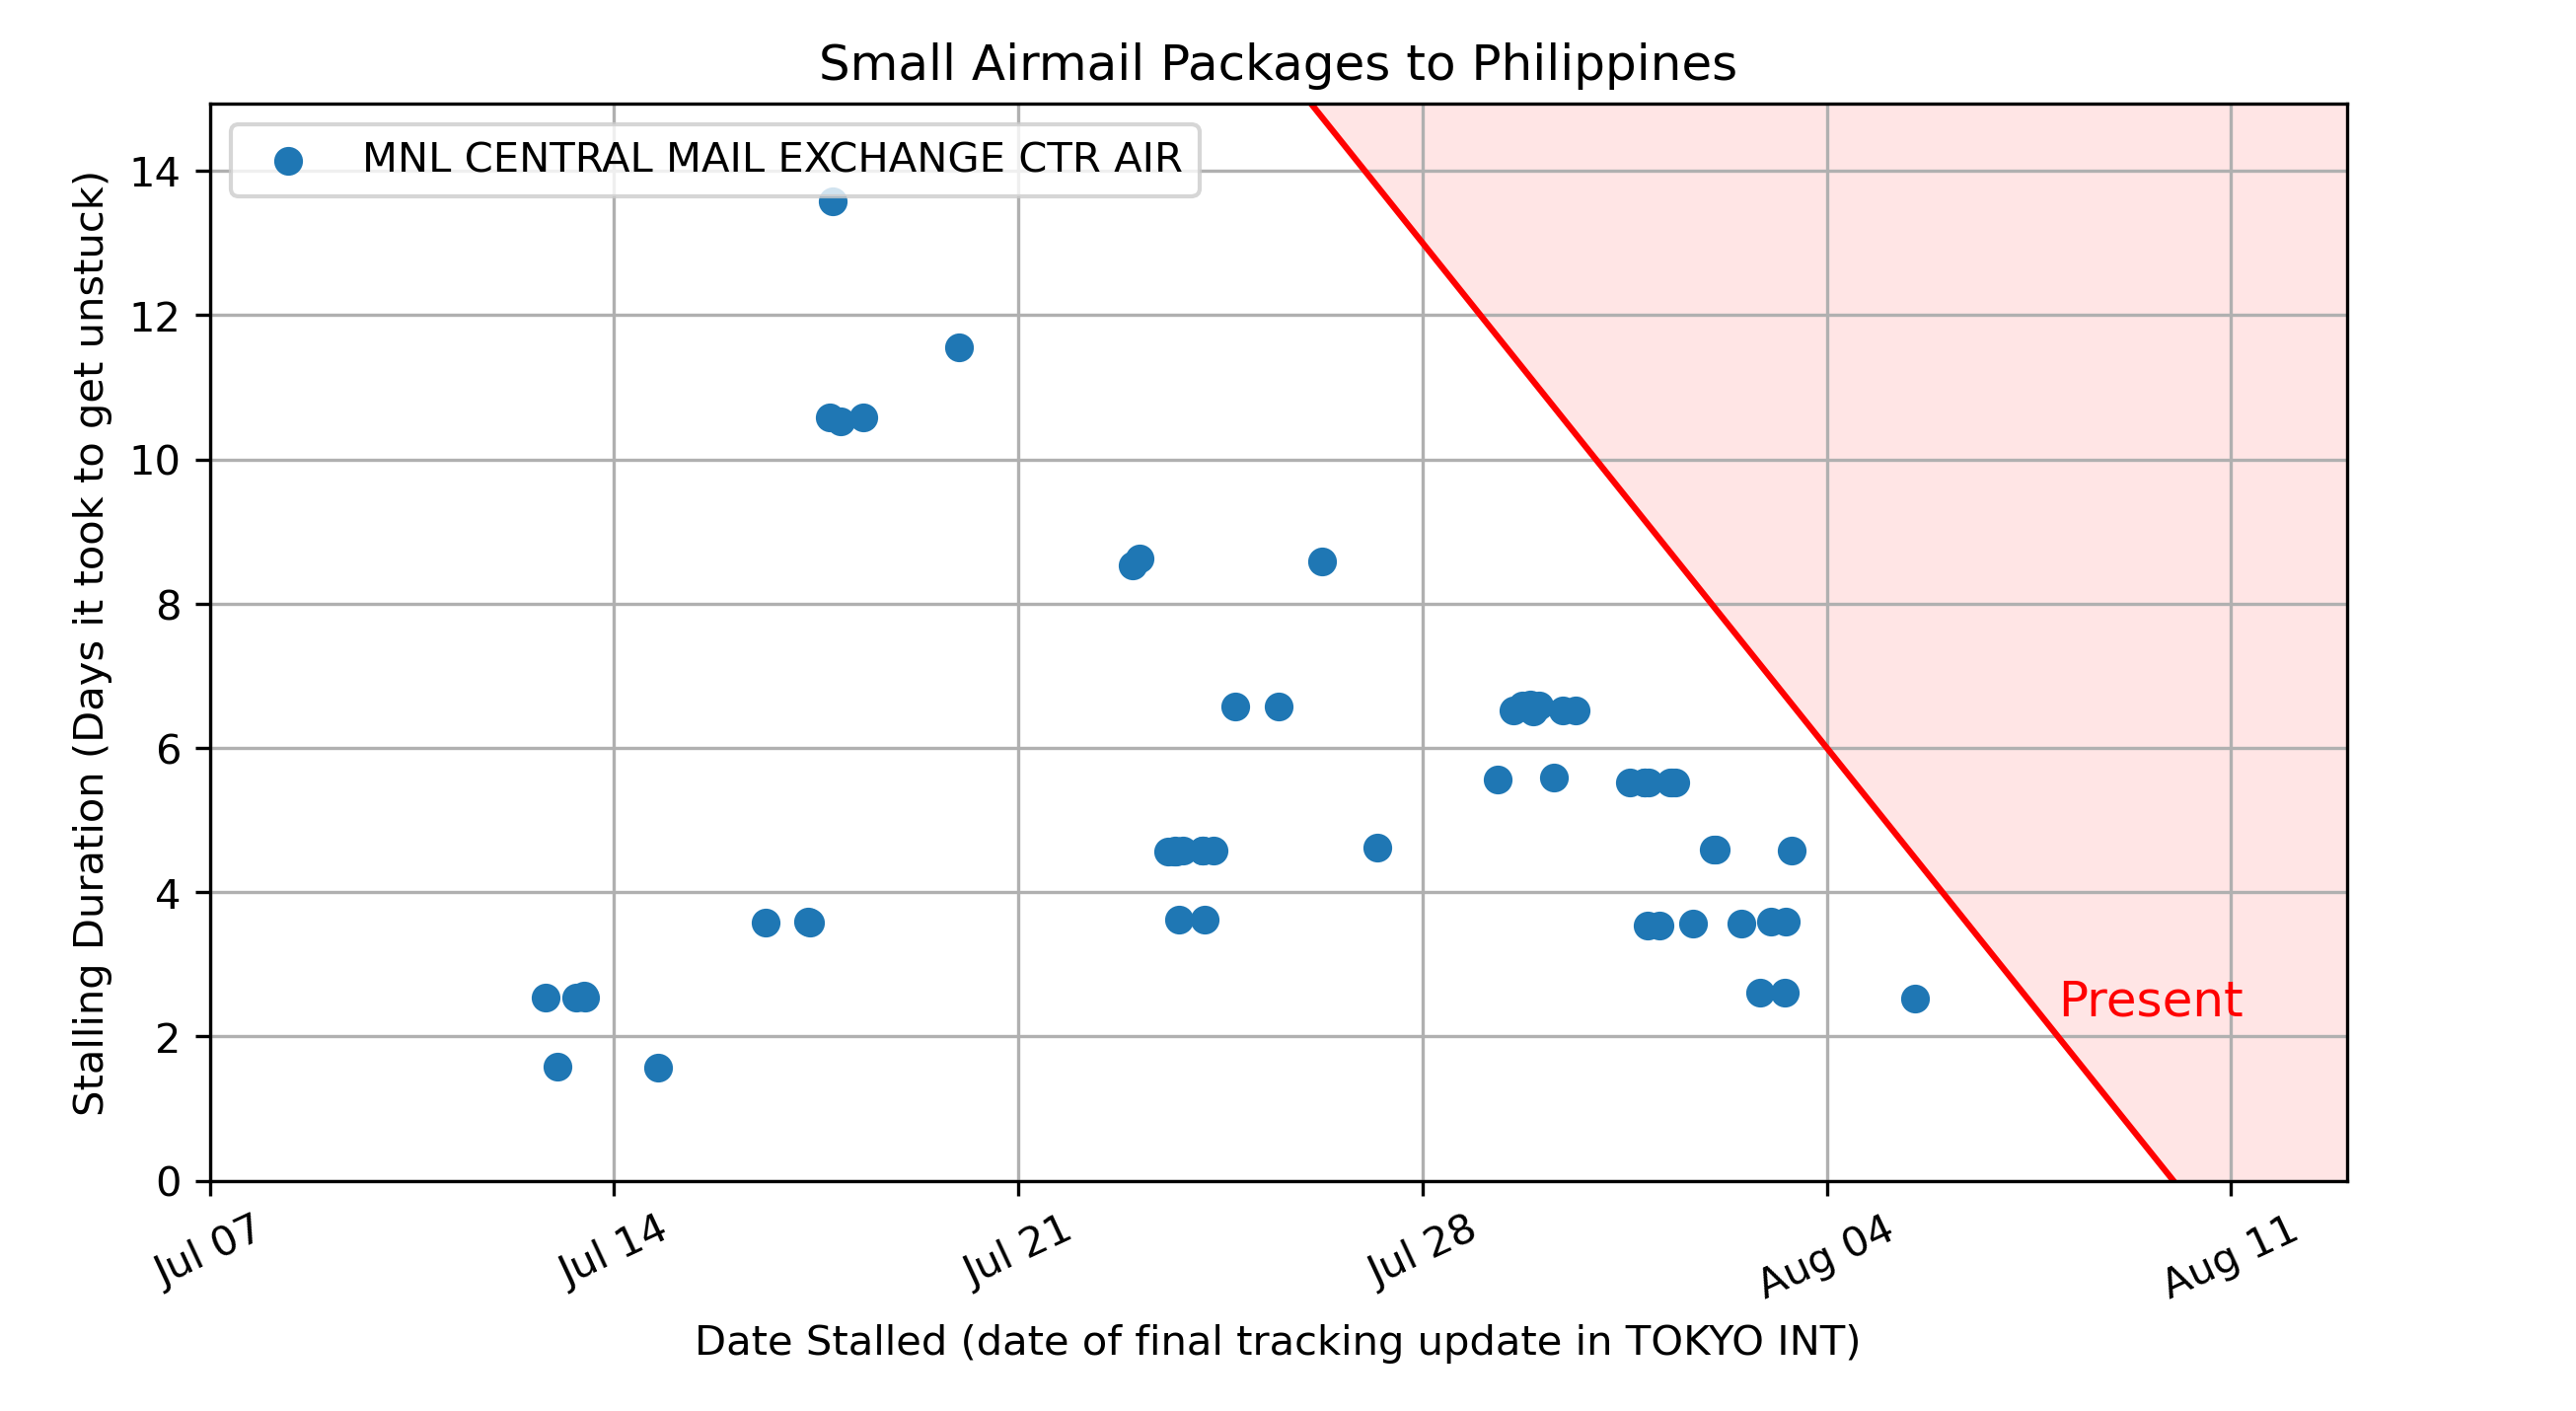 Small Airmail Packages to Philippines
MNL CENTRAL MAIL EXCHANGE CTR AIR
Stalling Duration (Days it took to get unstuck)
14
12
10
8
6
4
2
0
Present
Jul 07
Jul 14
Jul 21
Jul 28
Aug 04
Aug 11
Date Stalled (date of final tracking update in TOKYO INT)